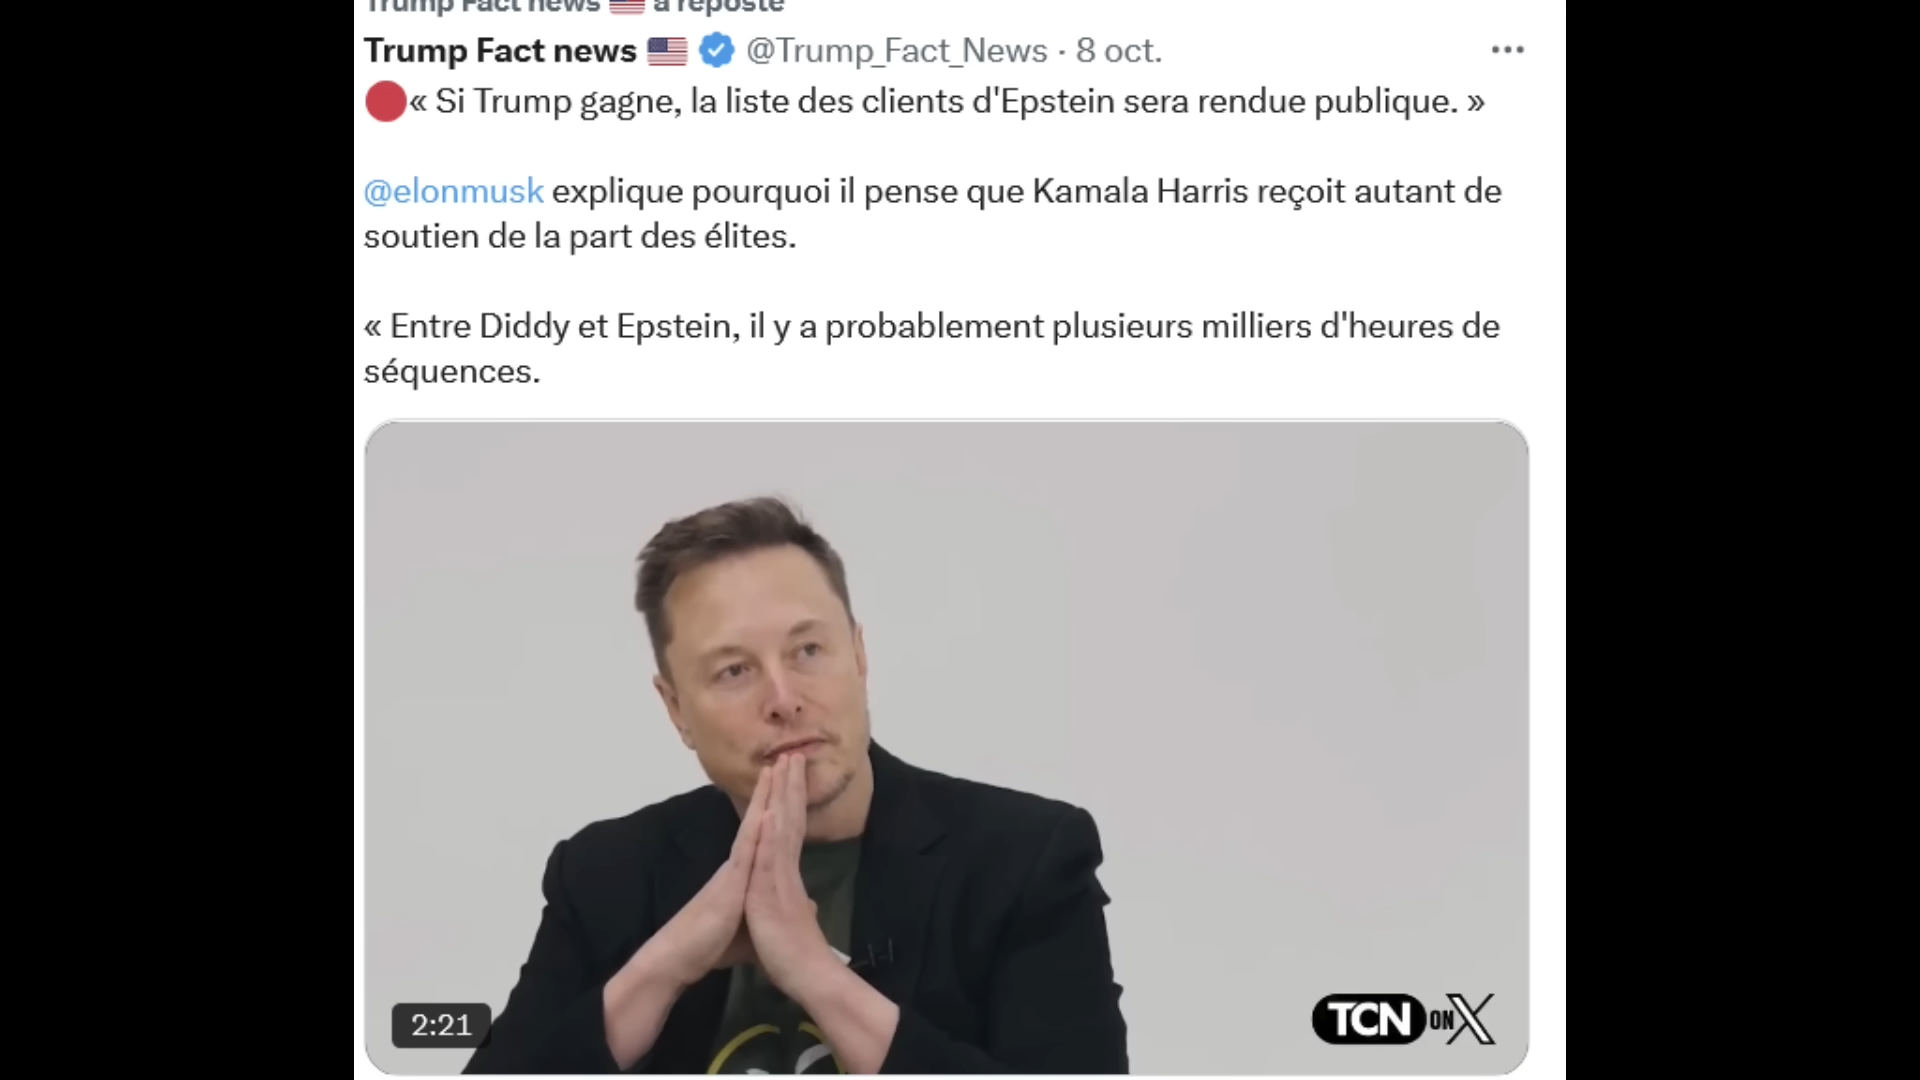 Trump Fact news 🇺🇸 a reposté
Trump Fact news 🇺🇸 @Trump_Fact_News · 8 oct.
🔴« Si Trump gagne, la liste des clients d'Epstein sera rendue publique. »
@elonmusk explique pourquoi il pense que Kamala Harris reçoit autant de
soutien de la part des élites.
« Entre Diddy et Epstein, il y a probablement plusieurs milliers d'heures de
séquences.
2:21
TCN ON X